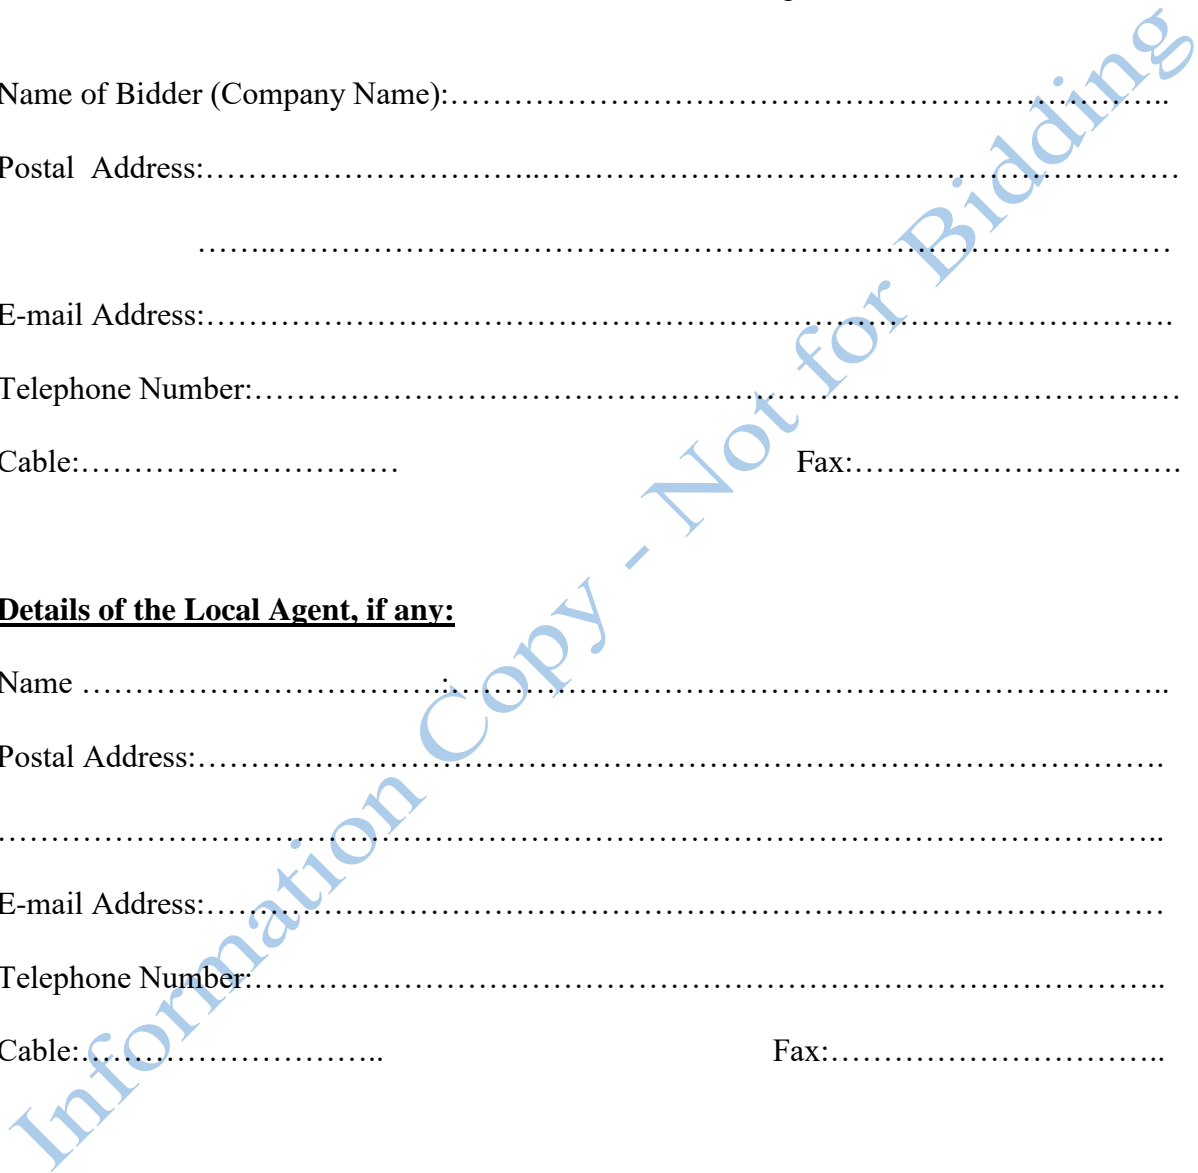 Name of Bidder (Company Name):…………………………………………………………..
Postal  Address:…………………………..……………………………………………………
…….…………………………………………………………………………
E-mail Address:……………………………………………………………………………….
Telephone Number:……………………………………………………………………………
Cable:…………………………                                   Fax:………………………….
Details of the Local Agent, if any:
Name …………………………….:…………………………………………………………..
Postal Address:……………………………………………………………………………….
………………………………………………………………………………………………..
E-mail Address:………………………………………………………………………………
Telephone Number:…………………………………………………………………………..
Cable:………………………..                                   Fax:…………………………..
Information Copy - Not for Bidding